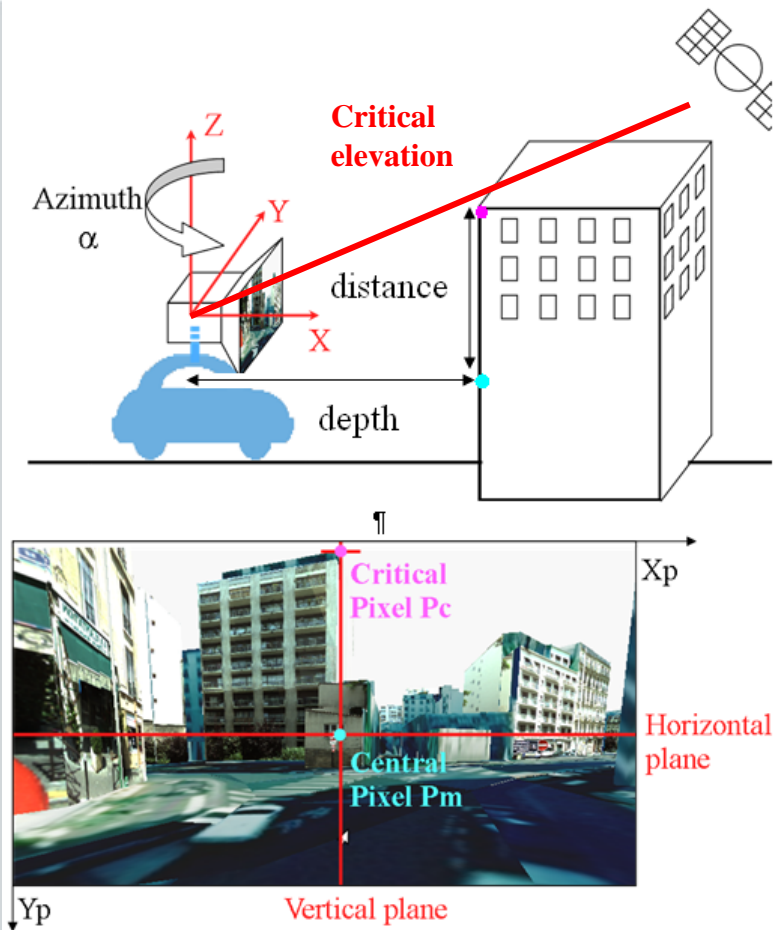 Critical
elevation
Z
Azimuth
α
Y
distance
X
depth
¶
Xp
Critical
Pixel Pc
Horizontal
plane
Central
Pixel Pm
Yp
Vertical plane